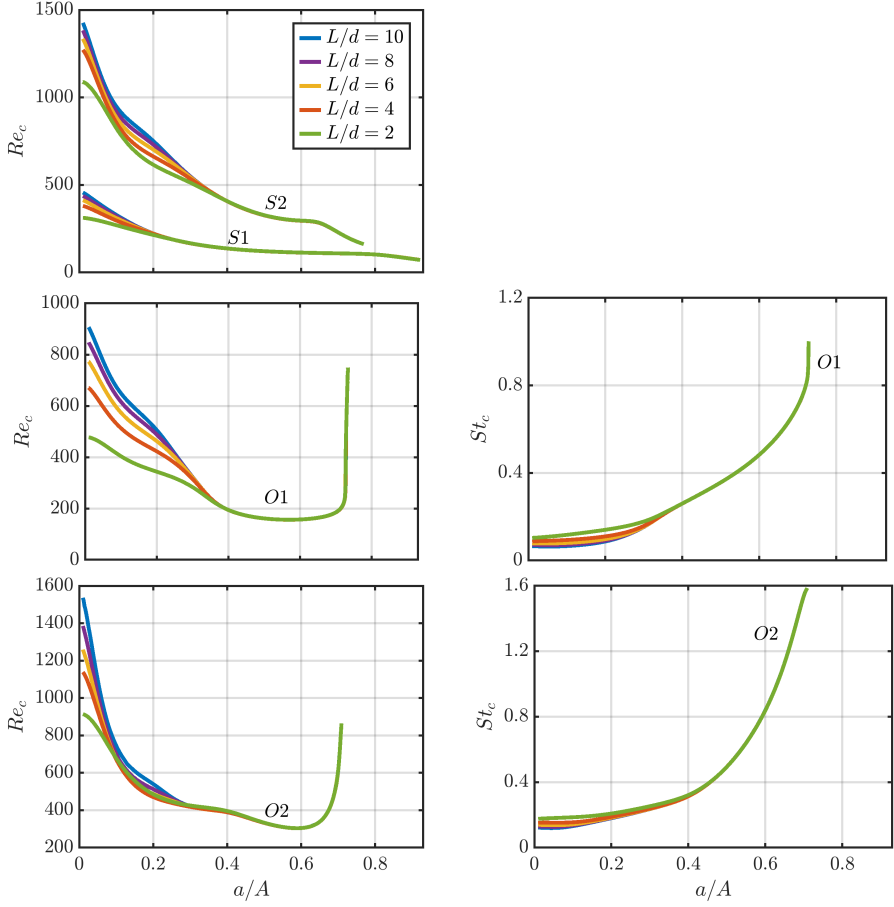 1500
1000
500
0
Re_c
L/d = 10
L/d = 8
L/d = 6
L/d = 4
L/d = 2
S2
S1
1000
800
600
400
200
0
Re_c
O1
1.2
0.8
0.4
0
St_c
O1
1600
1400
1200
1000
800
600
400
200
Re_c
O2
0
0.2
0.4
0.6
0.8
a/A
1.6
1.2
0.8
0.4
0
St_c
O2
0
0.2
0.4
0.6
0.8
a/A